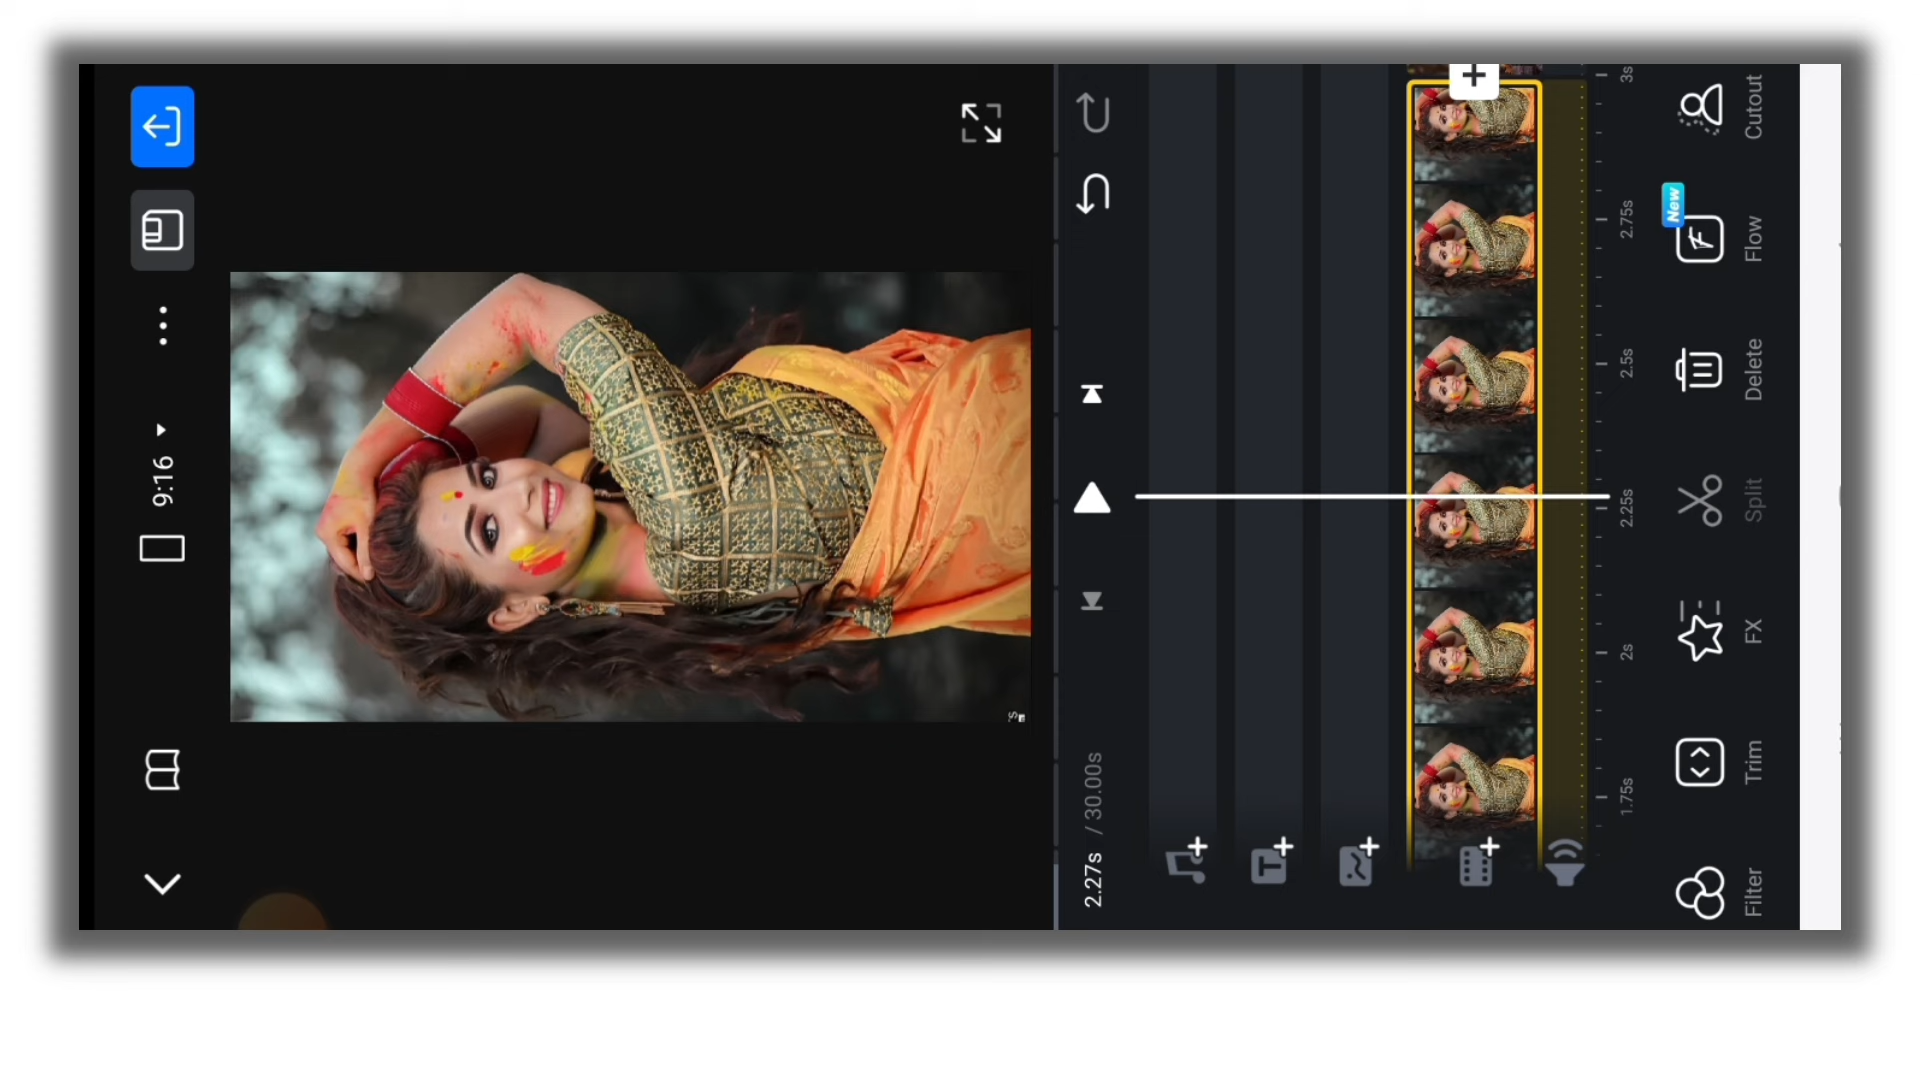 9:16
2.27s / 30.00s
1.75s
2s
2.25s
2.5s
2.75s
3s
Filter
Trim
FX
Split
Delete
Flow
New
Cutout